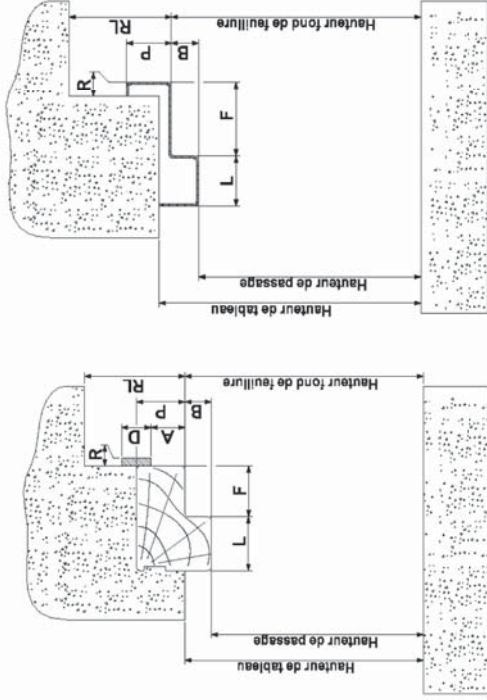 RL
Hauteur fond de feuillure
P
B
R
F
L
Hauteur de passage
Hauteur de tableau
RL
Hauteur fond de feuillure
P
B
D
A
R
F
L
Hauteur de passage
Hauteur de tableau